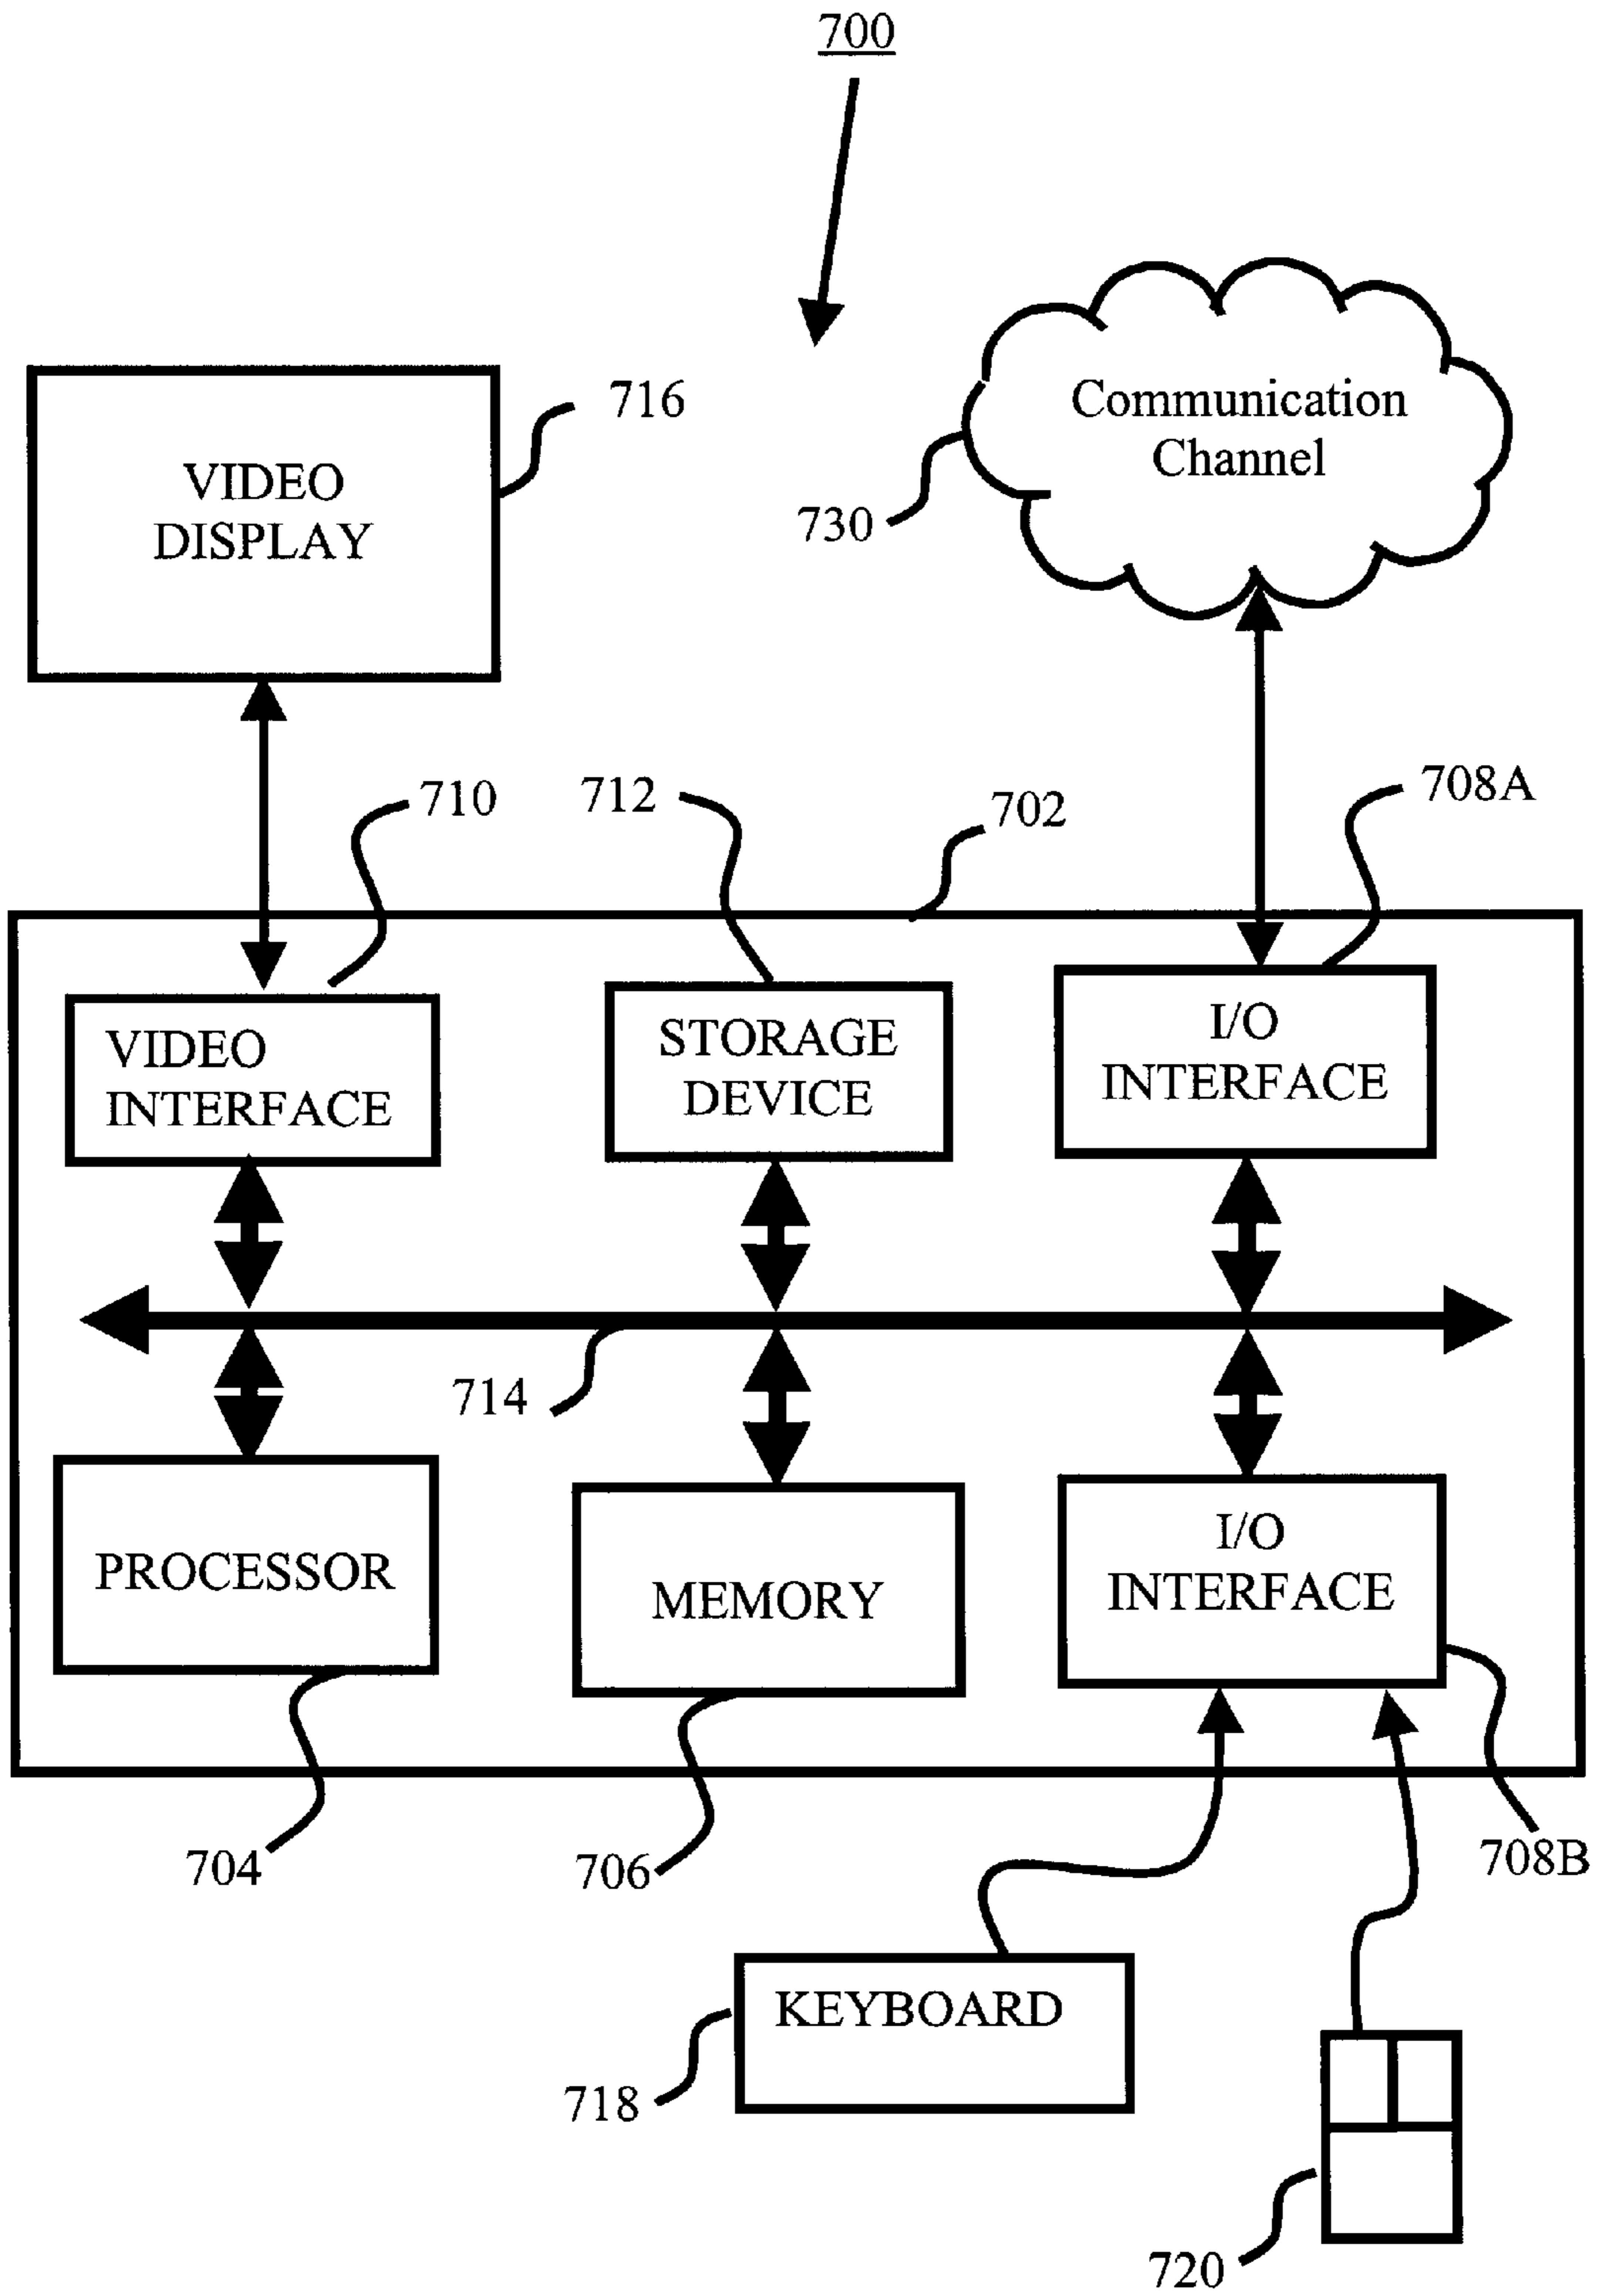 700
716
VIDEO
DISPLAY
Communication
Channel
730
710
712
702
708A
VIDEO
INTERFACE
STORAGE
DEVICE
I/O
INTERFACE
714
PROCESSOR
MEMORY
I/O
INTERFACE
704
706
708B
KEYBOARD
718
720